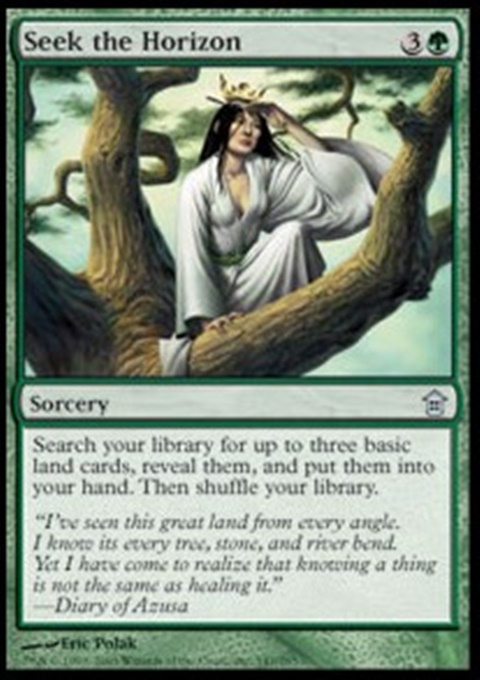 Seek the Horizon 3
Sorcery
Search your library for up to three basic
land cards, reveal them, and put them into
your hand. Then shuffle your library.
“I’ve seen this great land from every angle.
I know its every tree, stone, and river bend.
Yet I have come to realize that knowing a thing
is not the same as healing it.”
—Diary of Azusa
Eric Polak